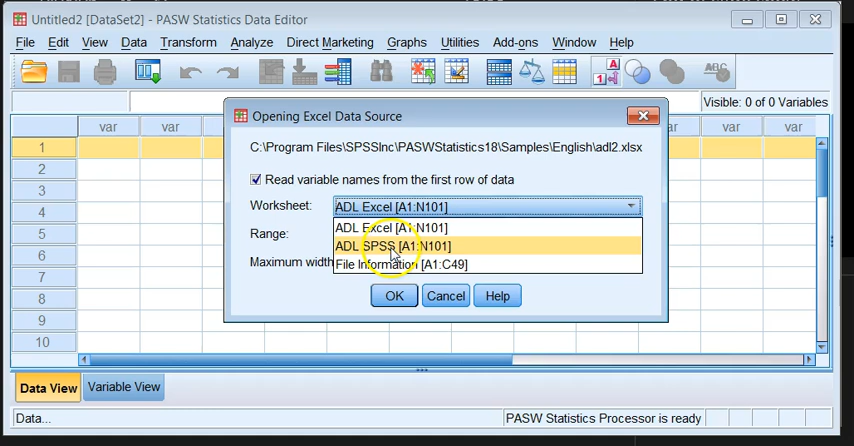 Untitled2 [DataSet2] - PASW Statistics Data Editor
File Edit View Data Transform Analyze Direct Marketing Graphs Utilities Add-ons Window Help
Visible: 0 of 0 Variables
Opening Excel Data Source
C:\Program Files\SPSSInc\PASWStatistics18\Samples\English\adl2.xlsx
Read variable names from the first row of data
Worksheet: ADL Excel [A1:N101]
ADL Excel [A1:N101]
Range:
ADL SPSS [A1:N101]
Maximum width
File Information [A1:C49]
OK Cancel Help
var var var var var
1
2
3
4
5
6
7
8
9
10
Data View Variable View
Data... PASW Statistics Processor is ready